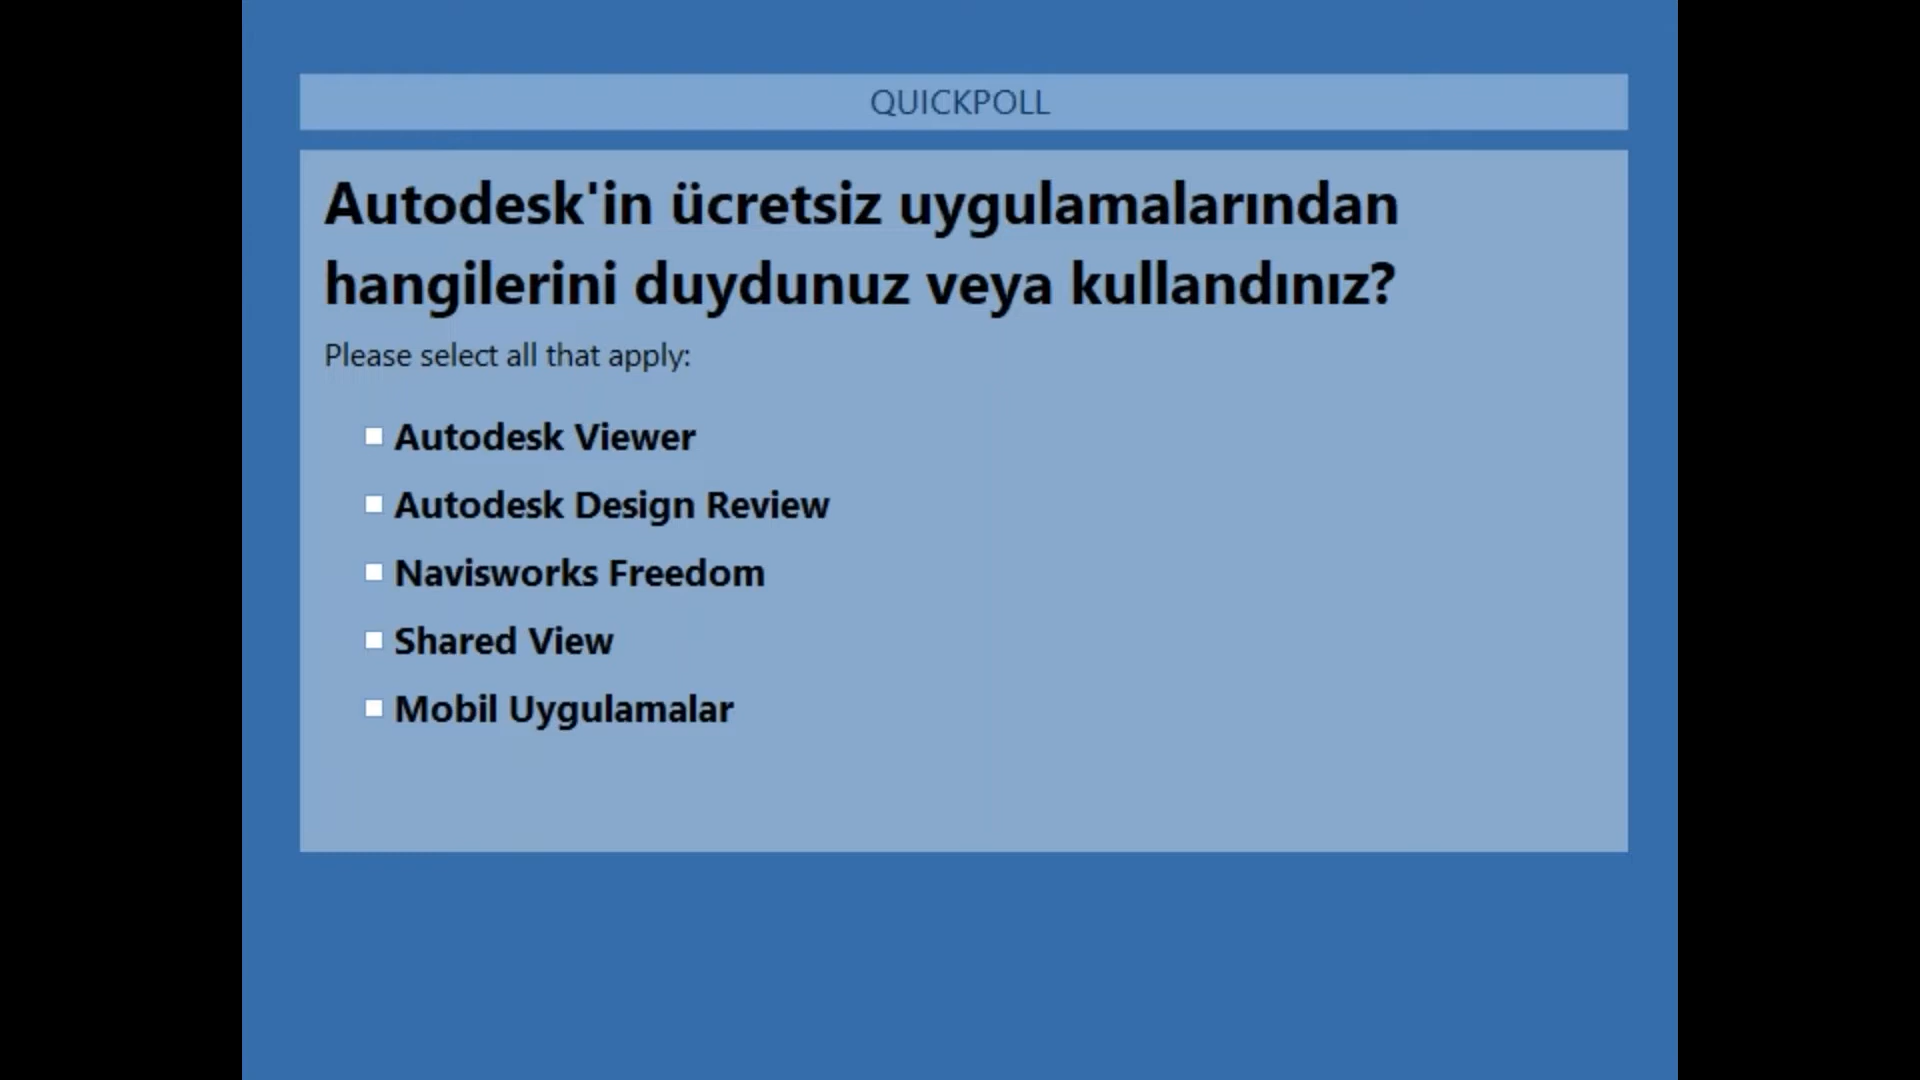 QUICKPOLL
Autodesk'in ücretsiz uygulamalarından
hangilerini duydunuz veya kullandınız?
Please select all that apply:
Autodesk Viewer
Autodesk Design Review
Navisworks Freedom
Shared View
Mobil Uygulamalar